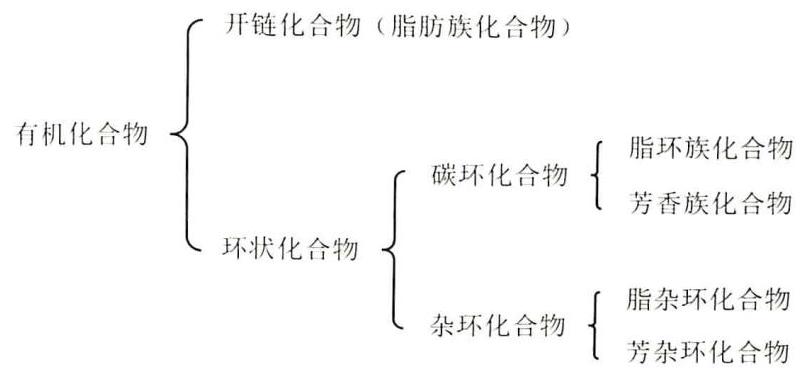 开链化合物（脂肪族化合物）
有机化合物
脂环族化合物
碳环化合物
芳香族化合物
环状化合物
脂杂环化合物
杂环化合物
芳杂环化合物